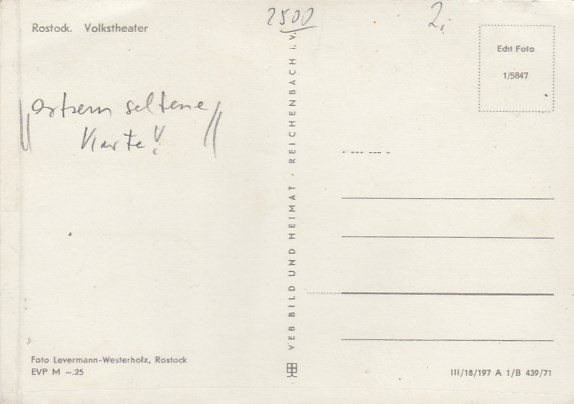 Rostock. Volkstheater
2500
2,
Echt Foto
1/5847
extrem seltene
Karte!
VEB BILD UND HEIMAT · REICHENBACH i. V.
Foto Levermann-Westerholz, Rostock
EVP M –.25
III/18/197 A 1/B 439/71